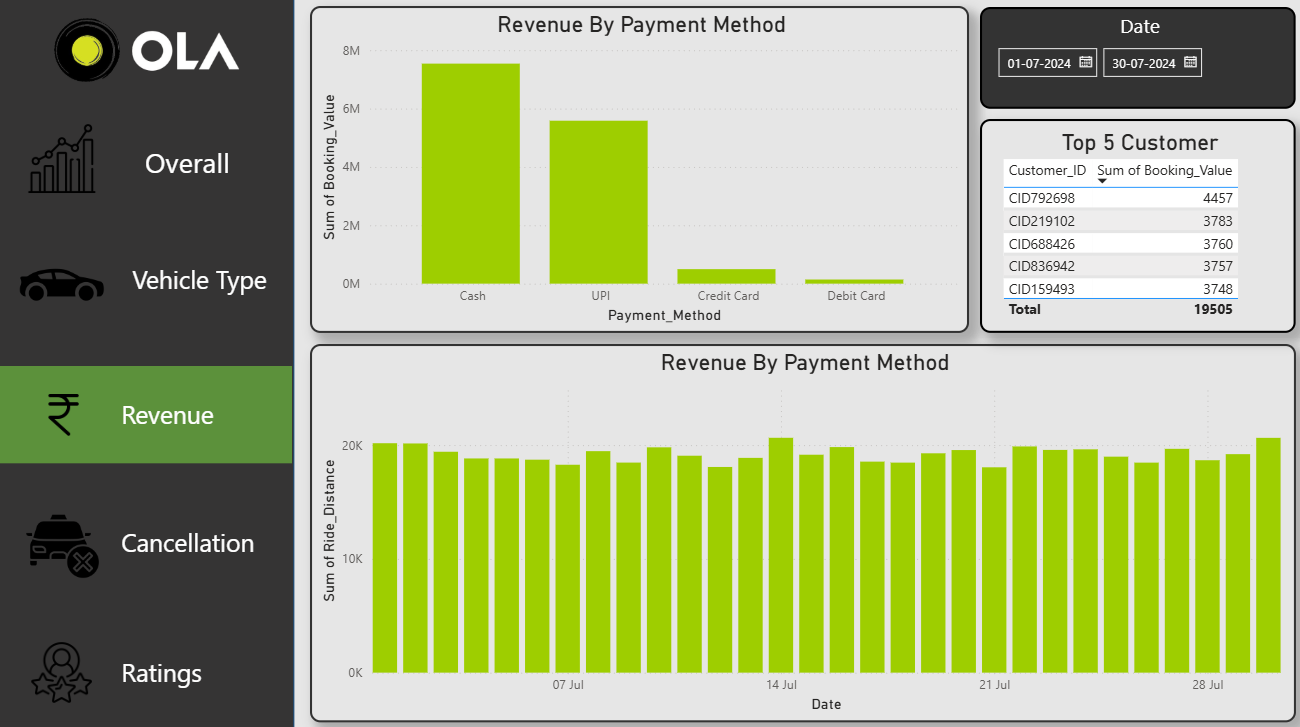 OLA
Overall
Vehicle Type
Revenue
Cancellation
Ratings
Revenue By Payment Method
Sum of Booking_Value
8M
6M
4M
2M
0M
Cash UPI Credit Card Debit Card
Payment_Method
Date
01-07-2024 30-07-2024
Top 5 Customer
Customer_ID Sum of Booking_Value
CID792698 4457
CID219102 3783
CID688426 3760
CID836942 3757
CID159493 3748
Total 19505
Revenue By Payment Method
Sum of Ride_Distance
20K
10K
0K
07 Jul 14 Jul 21 Jul 28 Jul
Date